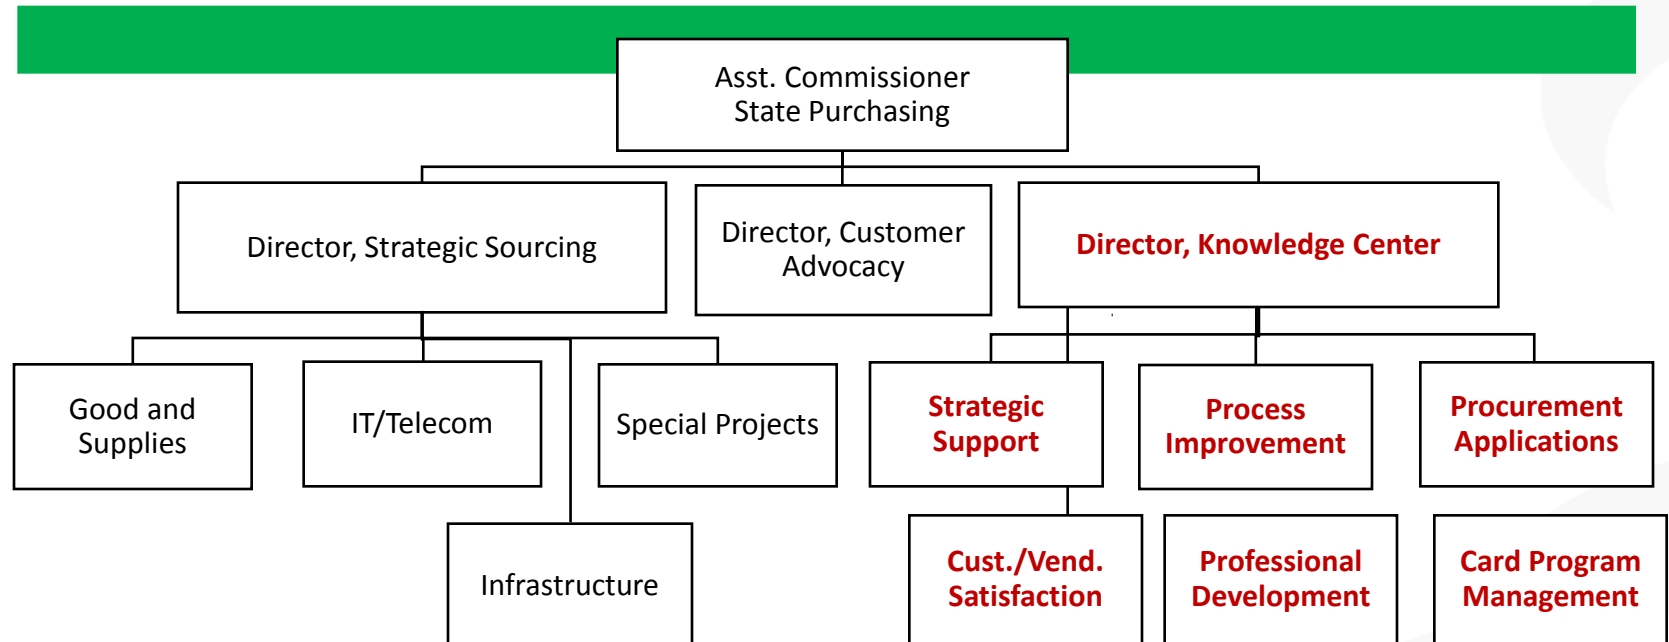 Asst. Commissioner
State Purchasing
Director, Strategic Sourcing
Director, Customer
Advocacy
Director, Knowledge Center
Good and
Supplies
IT/Telecom
Special Projects
Strategic
Support
Process
Improvement
Procurement
Applications
Infrastructure
Cust./Vend.
Satisfaction
Professional
Development
Card Program
Management